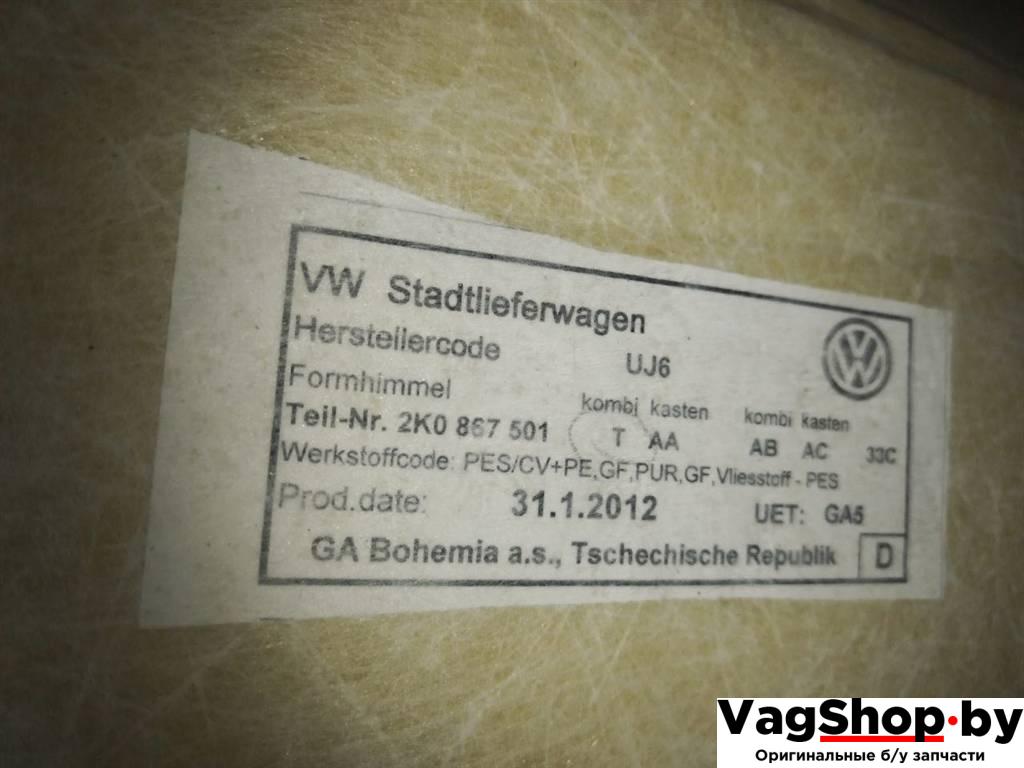 VW Stadtlieferwagen
Herstellercode UJ6
Formhimmel kombi kasten kombi kasten
Teil-Nr. 2K0 867 501 T AA AB AC 33C
Werkstoffcode: PES/CV+PE,GF,PUR,GF,Vliesstoff - PES
Prod.date: 31.1.2012 UET: GA5
GA Bohemia a.s., Tschechische Republik D
VagShop.by
Оригинальные б/у запчасти